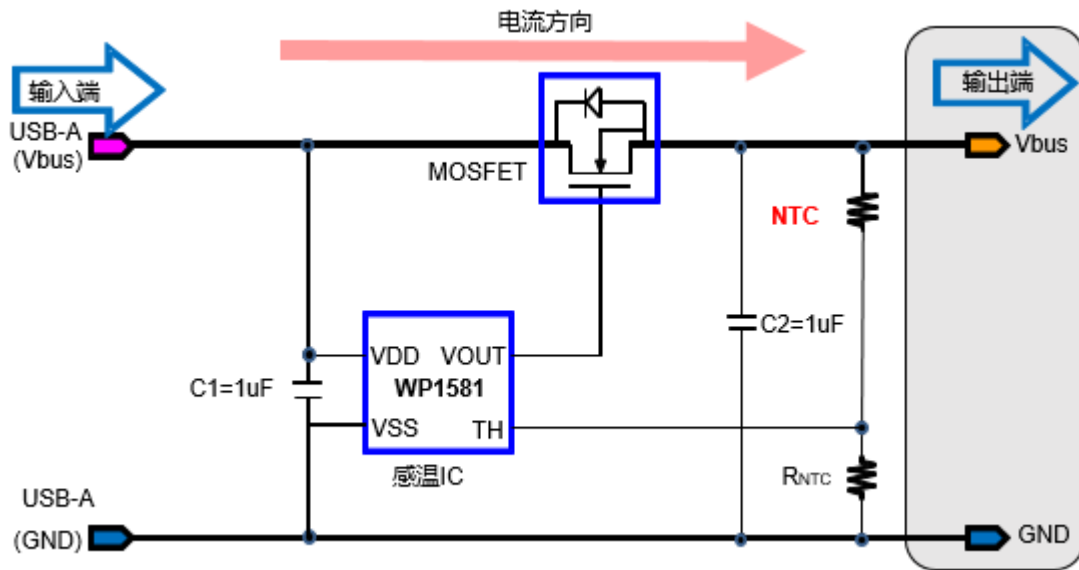 电流方向
输入端
输出端
USB-A
(Vbus)
Vbus
MOSFET
NTC
C2=1uF
VDD
VOUT
C1=1uF
WP1581
VSS
TH
感温IC
RNTC
USB-A
(GND)
GND